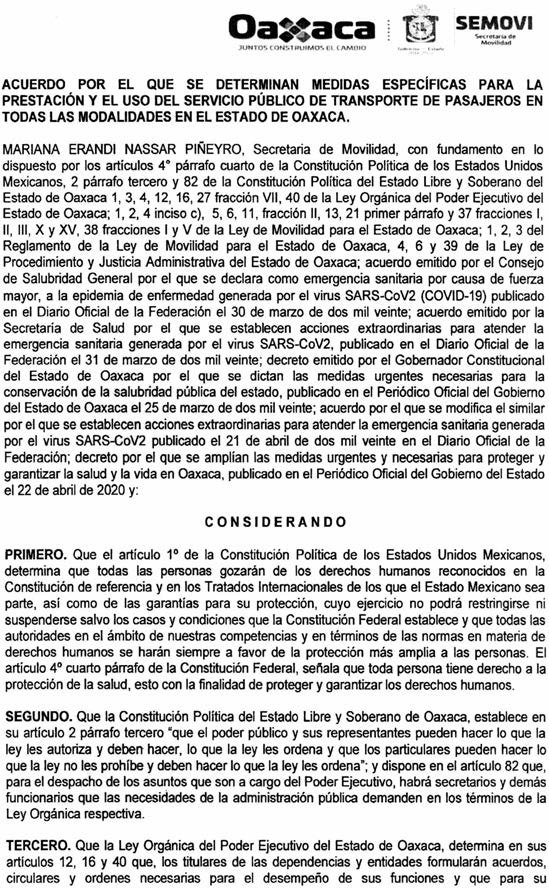 Oaxaca
JUNTOS CONSTRUIMOS EL CAMBIO
SEMOVI
Secretaría de
Movilidad
ACUERDO POR EL QUE SE DETERMINAN MEDIDAS ESPECÍFICAS PARA LA
PRESTACIÓN Y EL USO DEL SERVICIO PÚBLICO DE TRANSPORTE DE PASAJEROS EN
TODAS LAS MODALIDADES EN EL ESTADO DE OAXACA.
MARIANA ERANDI NASSAR PIÑEYRO, Secretaria de Movilidad, con fundamento en lo
dispuesto por los artículos 4° párrafo cuarto de la Constitución Política de los Estados Unidos
Mexicanos, 2 párrafo tercero y 82 de la Constitución Política del Estado Libre y Soberano del
Estado de Oaxaca 1, 3, 4, 12, 16, 27 fracción VII, 40 de la Ley Orgánica del Poder Ejecutivo del
Estado de Oaxaca; 1, 2, 4 inciso c), 5, 6, 11, fracción II, 13, 21 primer párrafo y 37 fracciones I,
II, III, X y XV, 38 fracciones I y V de la Ley de Movilidad para el Estado de Oaxaca; 1, 2, 3 del
Reglamento de la Ley de Movilidad para el Estado de Oaxaca, 4, 6 y 39 de la Ley de
Procedimiento y Justicia Administrativa del Estado de Oaxaca; acuerdo emitido por el Consejo
de Salubridad General por el que se declara como emergencia sanitaria por causa de fuerza
mayor, a la epidemia de enfermedad generada por el virus SARS-CoV2 (COVID-19) publicado
en el Diario Oficial de la Federación el 30 de marzo de dos mil veinte; acuerdo emitido por la
Secretaría de Salud por el que se establecen acciones extraordinarias para atender la
emergencia sanitaria generada por el virus SARS-CoV2, publicado en el Diario Oficial de la
Federación el 31 de marzo de dos mil veinte; decreto emitido por el Gobernador Constitucional
del Estado de Oaxaca por el que se dictan las medidas urgentes necesarias para la
conservación de la salubridad pública del estado, publicado en el Periódico Oficial del Gobierno
del Estado de Oaxaca el 25 de marzo de dos mil veinte; acuerdo por el que se modifica el similar
por el que se establecen acciones extraordinarias para atender la emergencia sanitaria generada
por el virus SARS-CoV2 publicado el 21 de abril de dos mil veinte en el Diario Oficial de la
Federación; decreto por el que se amplían las medidas urgentes y necesarias para proteger y
garantizar la salud y la vida en Oaxaca, publicado en el Periódico Oficial del Gobierno del Estado
el 22 de abril de 2020 y:
CONSIDERANDO
PRIMERO. Que el artículo 1º de la Constitución Política de los Estados Unidos Mexicanos,
determina que todas las personas gozarán de los derechos humanos reconocidos en la
Constitución de referencia y en los Tratados Internacionales de los que el Estado Mexicano sea
parte, así como de las garantías para su protección, cuyo ejercicio no podrá restringirse ni
suspenderse salvo los casos y condiciones que la Constitución Federal establece y que todas las
autoridades en el ámbito de nuestras competencias y en términos de las normas en materia de
derechos humanos se harán siempre a favor de la protección más amplia a las personas. El
artículo 4º cuarto párrafo de la Constitución Federal, señala que toda persona tiene derecho a la
protección de la salud, esto con la finalidad de proteger y garantizar los derechos humanos.
SEGUNDO. Que la Constitución Política del Estado Libre y Soberano de Oaxaca, establece en
su artículo 2 párrafo tercero “que el poder público y sus representantes pueden hacer lo que la
ley les autoriza y deben hacer, lo que la ley les ordena y que los particulares pueden hacer lo
que la ley no les prohíbe y deben hacer lo que la ley les ordena”; y dispone en el artículo 82 que,
para el despacho de los asuntos que son a cargo del Poder Ejecutivo, habrá secretarios y demás
funcionarios que las necesidades de la administración pública demanden en los términos de la
Ley Orgánica respectiva.
TERCERO. Que la Ley Orgánica del Poder Ejecutivo del Estado de Oaxaca, determina en sus
artículos 12, 16 y 40 que, los titulares de las dependencias y entidades formularán acuerdos,
circulares y ordenes necesarias para el desempeño de sus funciones y que para su